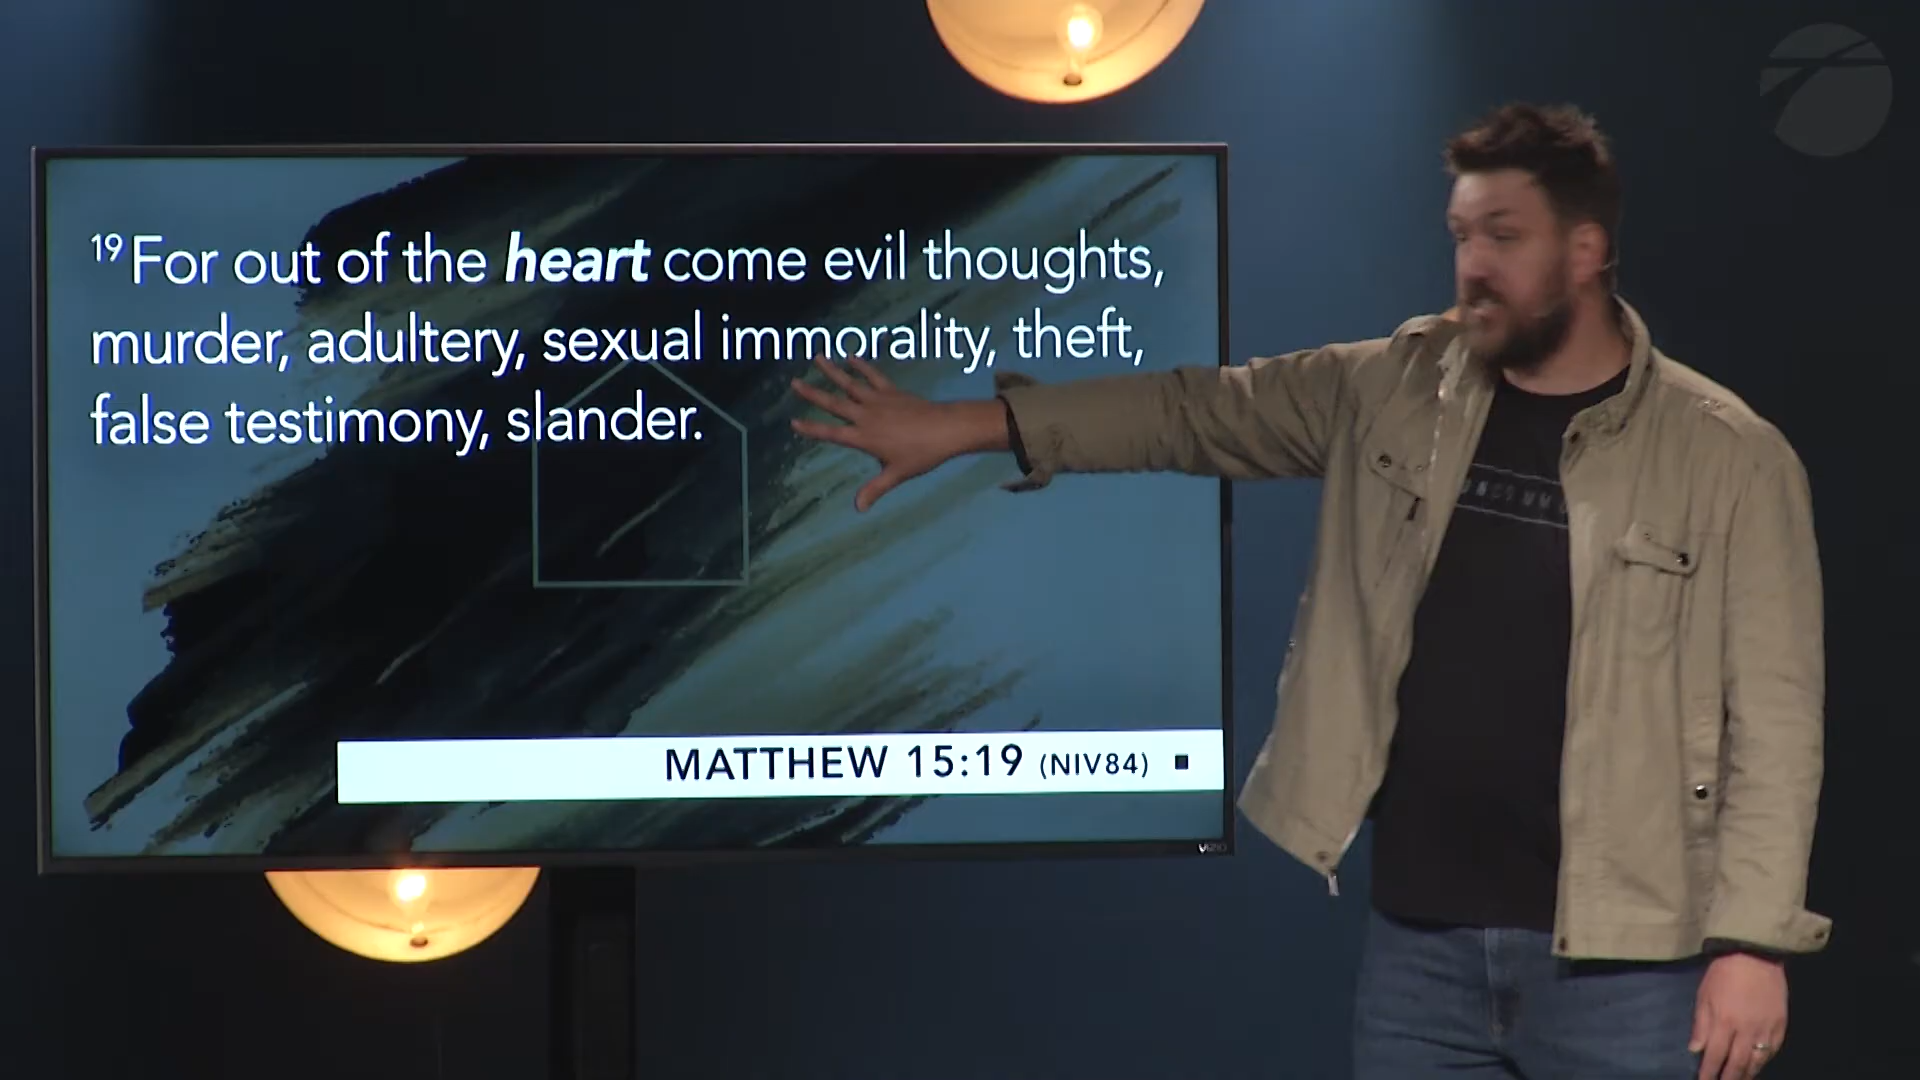 19 For out of the heart come evil thoughts,
murder, adultery, sexual immorality, theft,
false testimony, slander.
MATTHEW 15:19 (NIV84)
VIZIO